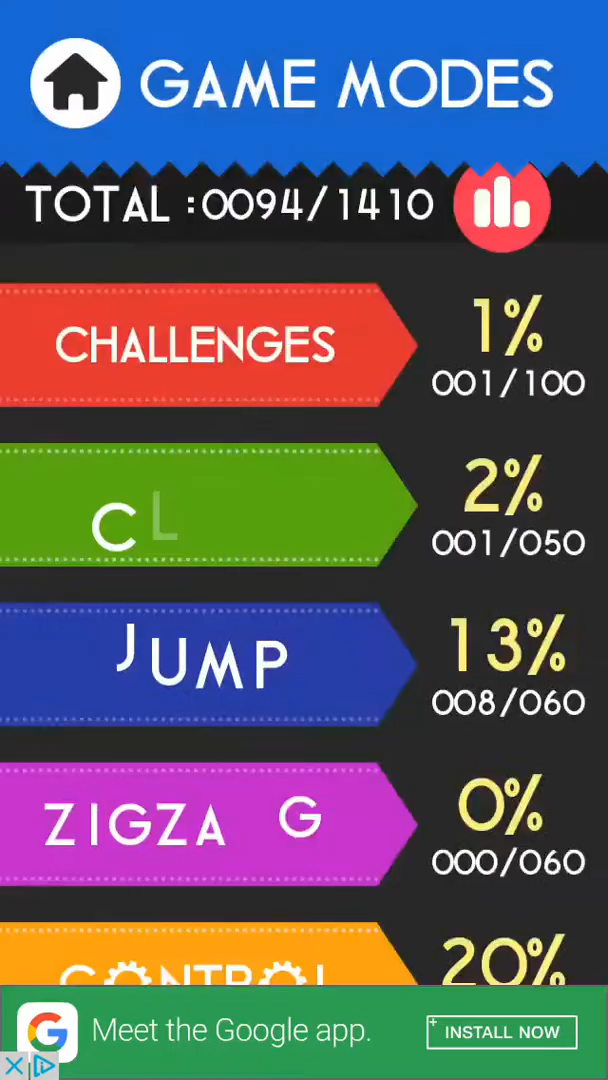 GAME MODES
TOTAL :0094/1410
CHALLENGES
1%
001/100
C L
2%
001/050
JUMP
13%
008/060
ZIGZA G
0%
000/060
CONTROL
20%
Meet the Google app.
INSTALL NOW